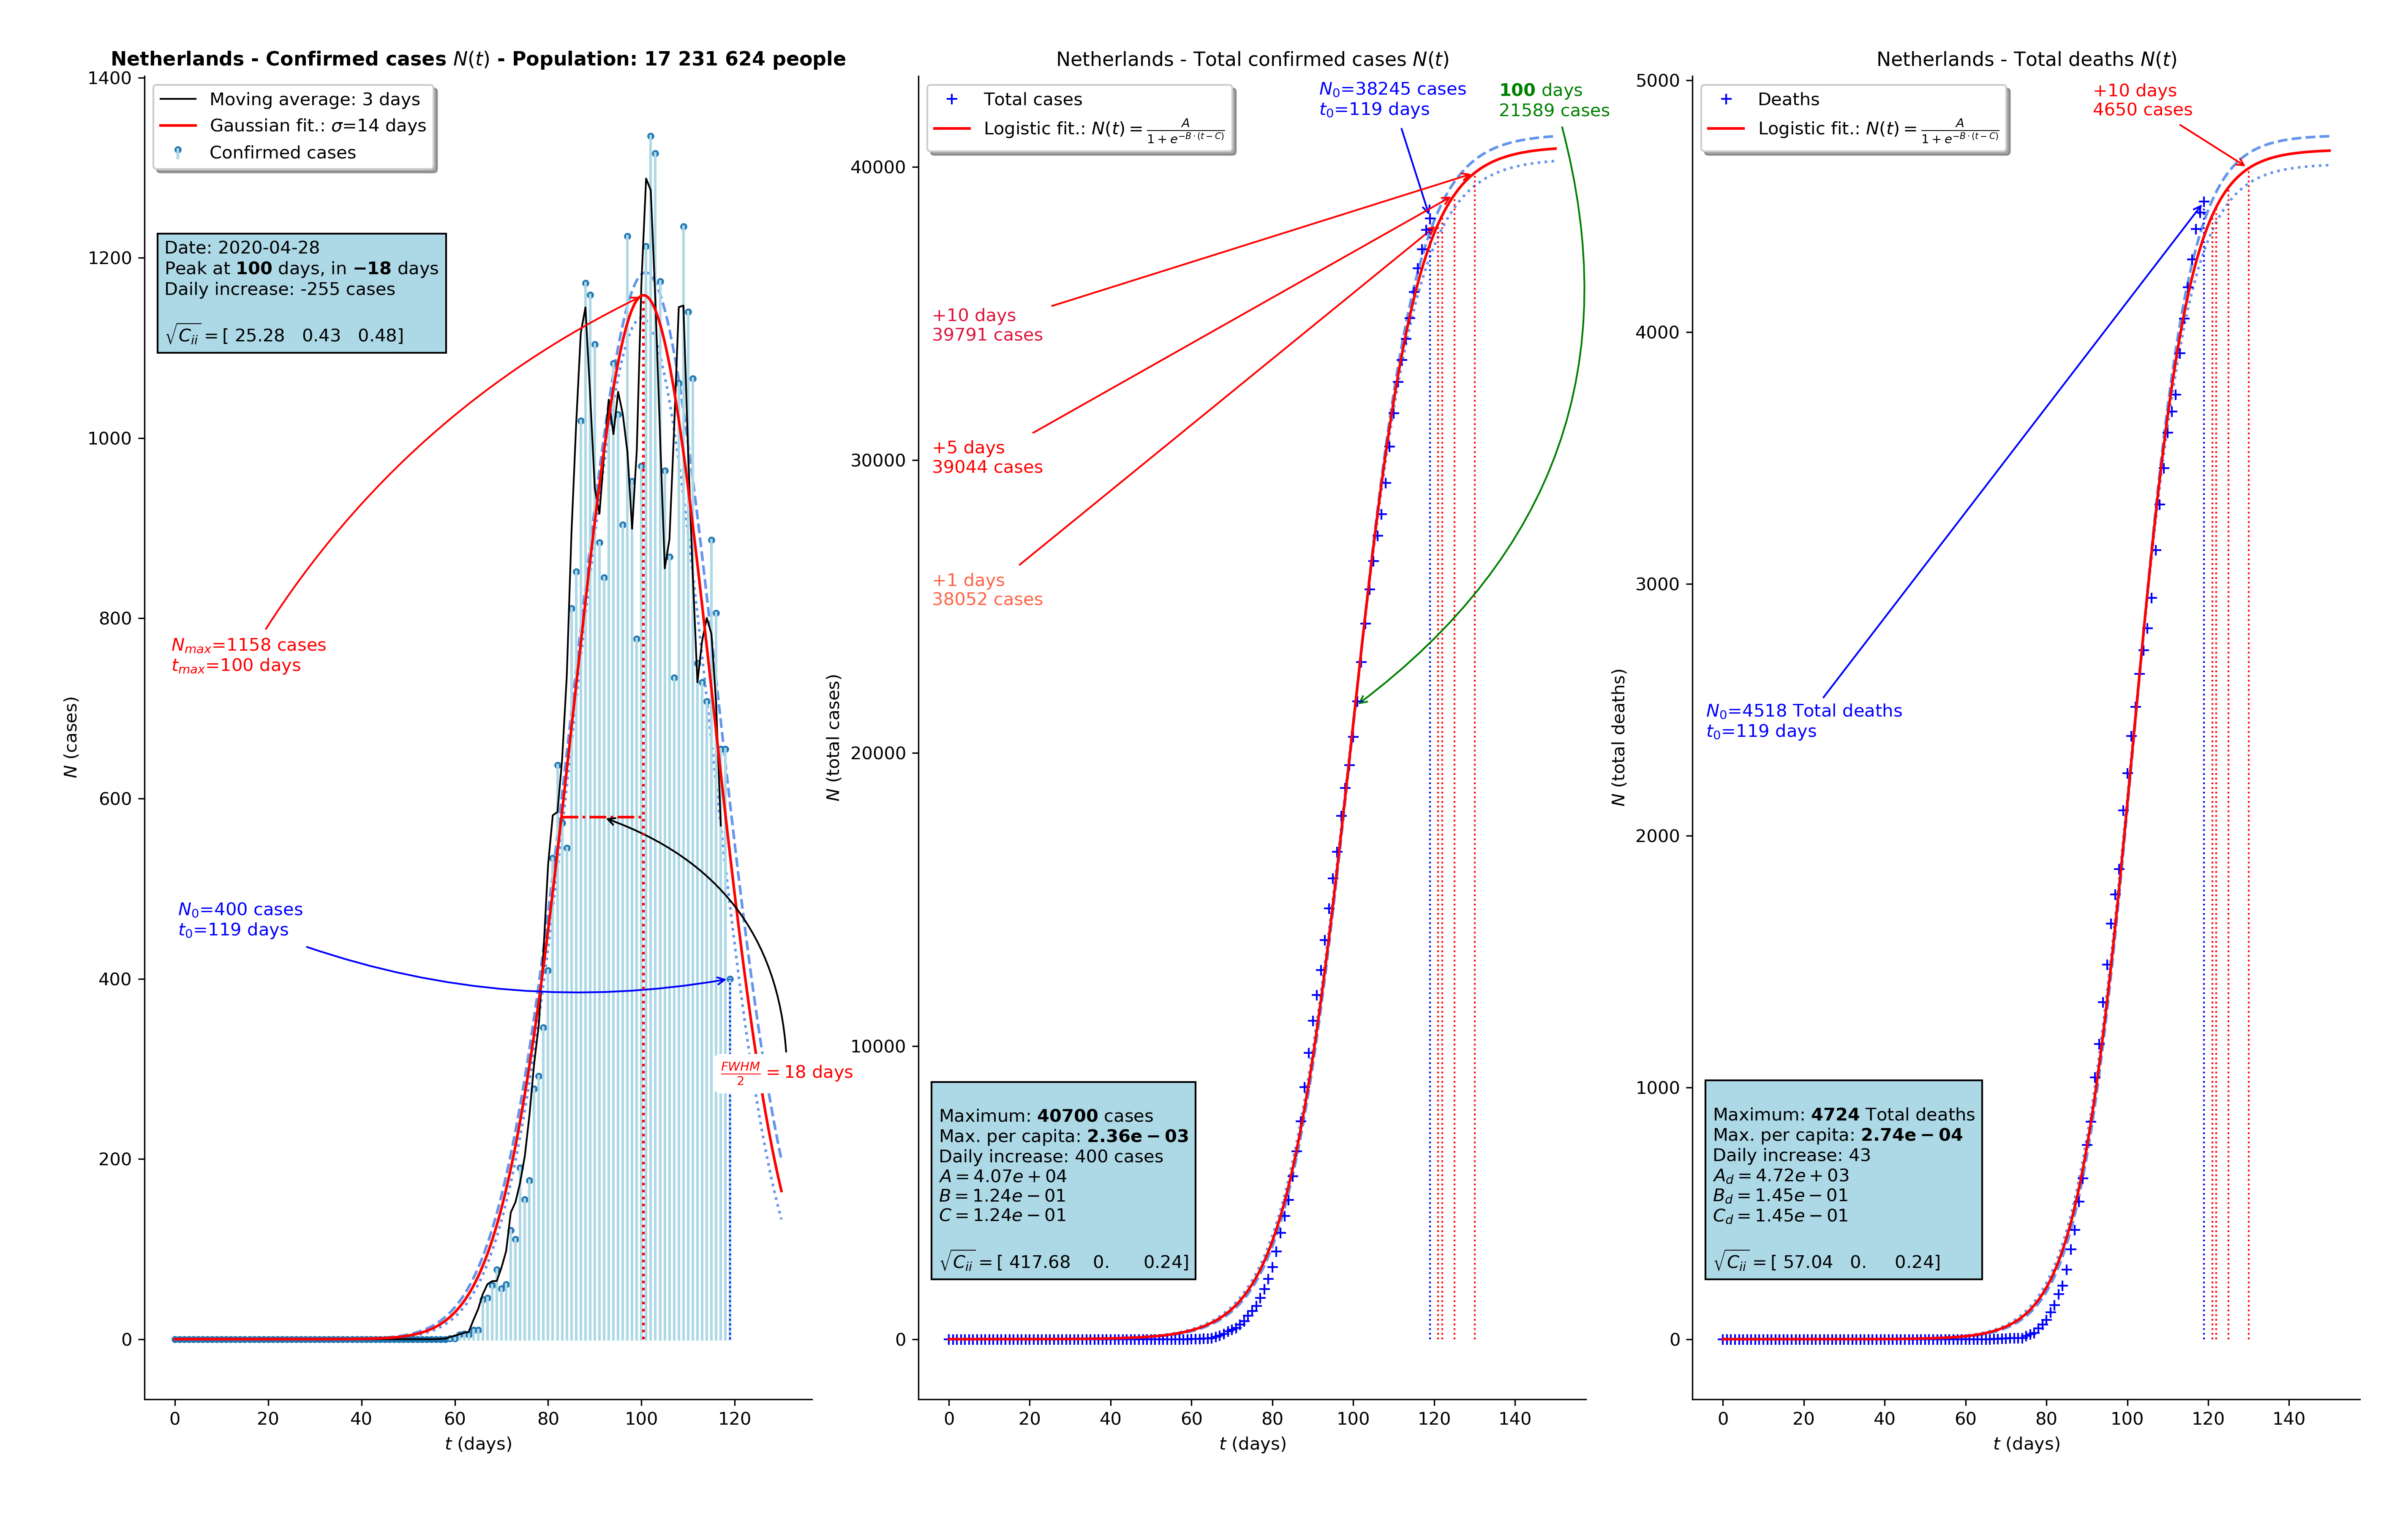 Netherlands - Confirmed cases N(t) - Population: 17 231 624 people
Moving average: 3 days
Gaussian fit.: σ=14 days
Confirmed cases
Date: 2020-04-28
Peak at 100 days, in −18 days
Daily increase: -255 cases
√C_ii = [ 25.28 0.43 0.48]
N_max=1158 cases
t_max=100 days
N_0=400 cases
t_0=119 days
FWHM/2 = 18 days
1400
1200
1000
800
600
400
200
0
N (cases)
0 20 40 60 80 100 120
t (days)
Netherlands - Total confirmed cases N(t)
Total cases
Logistic fit.: N(t) = A/(1 + e^{−B·(t−C)})
N_0=38245 cases
t_0=119 days
100 days
21589 cases
+10 days
39791 cases
+5 days
39044 cases
+1 days
38052 cases
Maximum: 40700 cases
Max. per capita: 2.36e − 03
Daily increase: 400 cases
A = 4.07e + 04
B = 1.24e − 01
C = 1.24e − 01
√C_ii = [ 417.68 0. 0.24]
40000
30000
20000
10000
0
N (total cases)
0 20 40 60 80 100 120 140
t (days)
Netherlands - Total deaths N(t)
Deaths
Logistic fit.: N(t) = A/(1 + e^{−B·(t−C)})
+10 days
4650 cases
N_0=4518 Total deaths
t_0=119 days
Maximum: 4724 Total deaths
Max. per capita: 2.74e − 04
Daily increase: 43
A_d = 4.72e + 03
B_d = 1.45e − 01
C_d = 1.45e − 01
√C_ii = [ 57.04 0. 0.24]
5000
4000
3000
2000
1000
0
N (total deaths)
0 20 40 60 80 100 120 140
t (days)